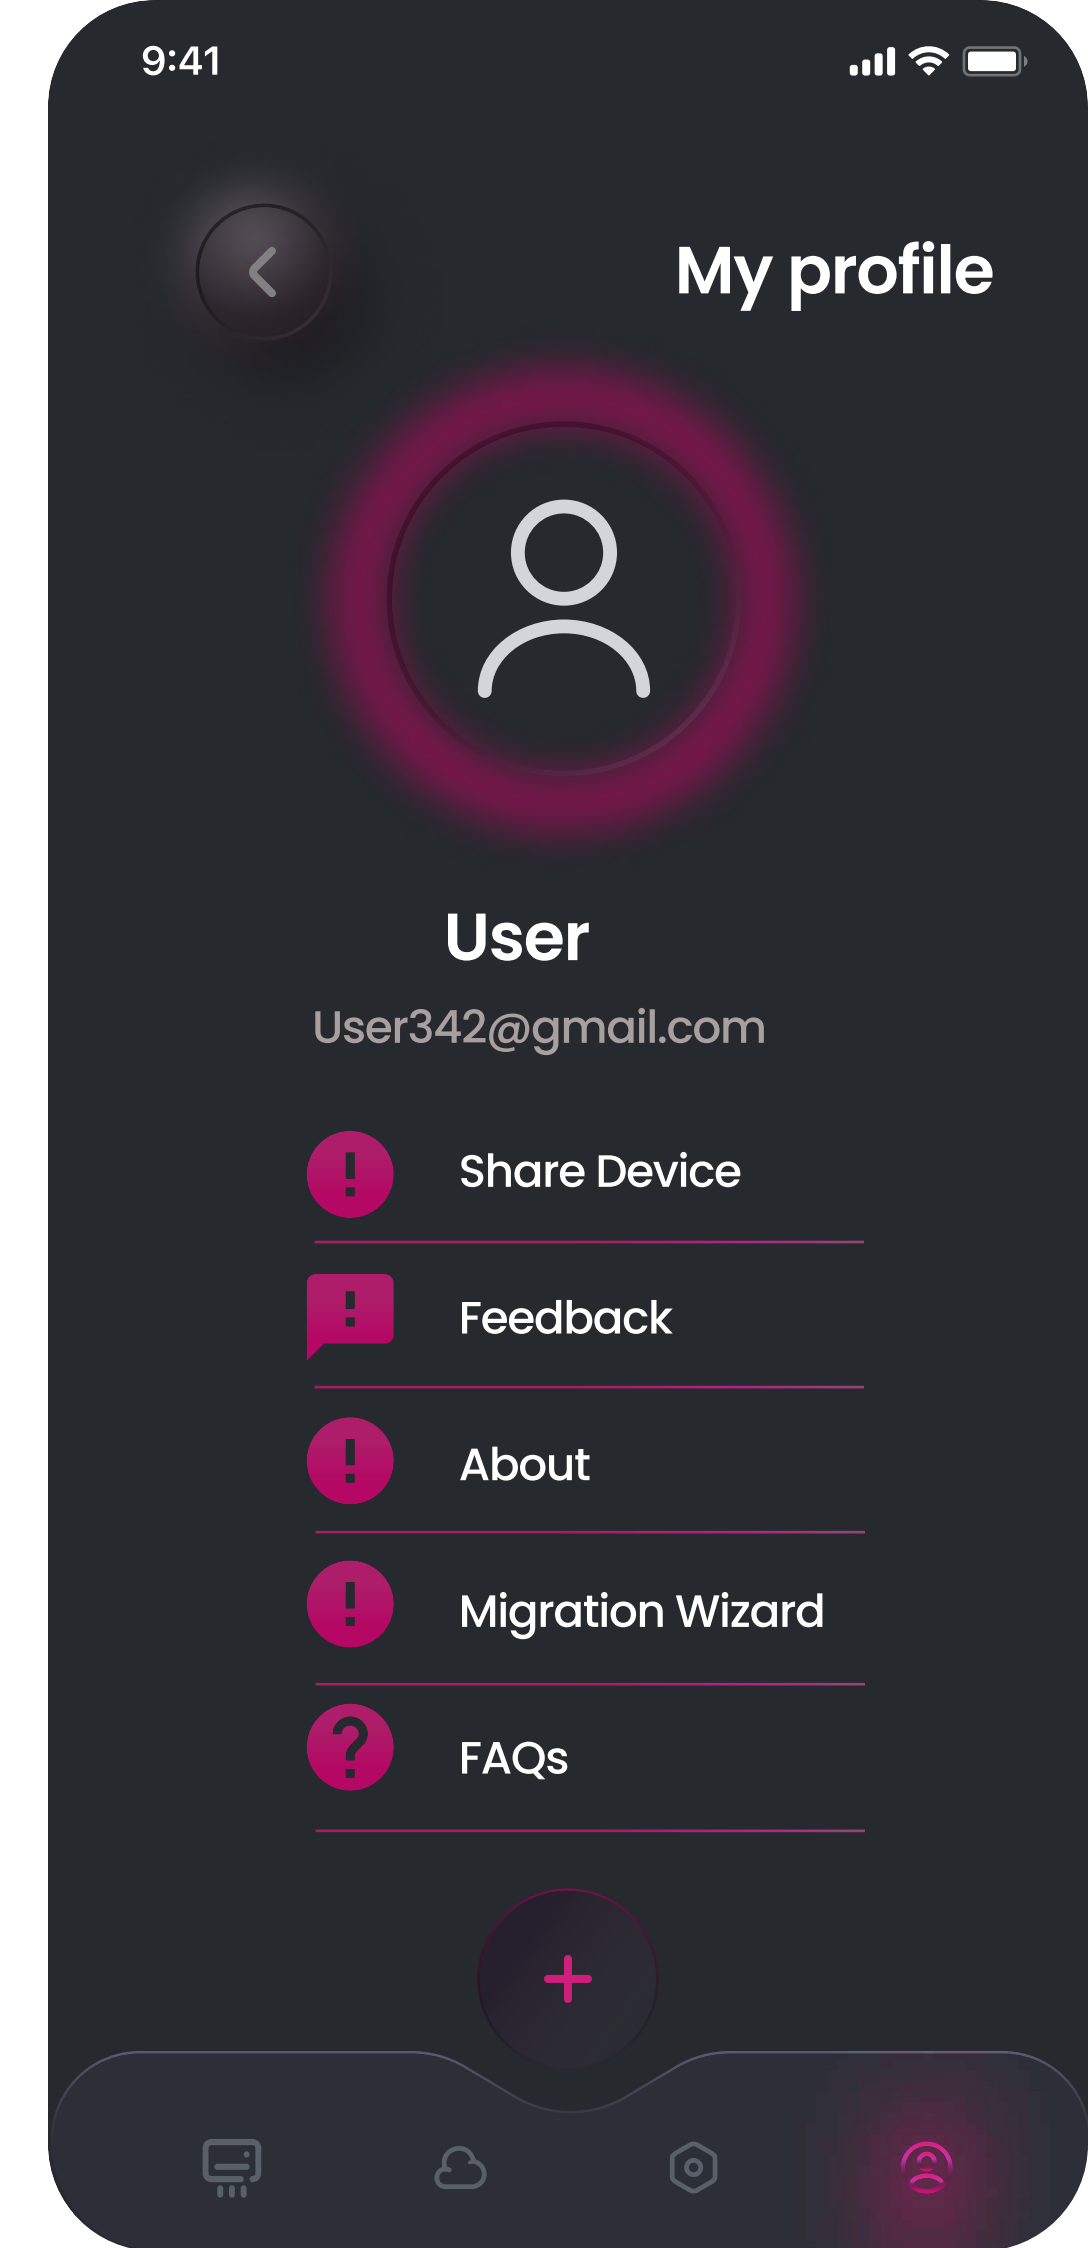 9:41
My profile
User
User342@gmail.com
Share Device
Feedback
About
Migration Wizard
FAQs